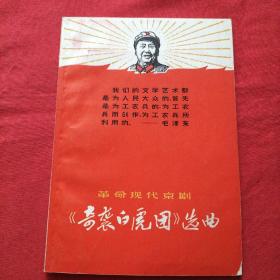 我们的文学艺术都
是为人民大众的，首先
是为工农兵的，为工农
兵而创作，为工农兵所
利用的。——毛泽东
革命现代京剧
《奇袭白虎团》选曲